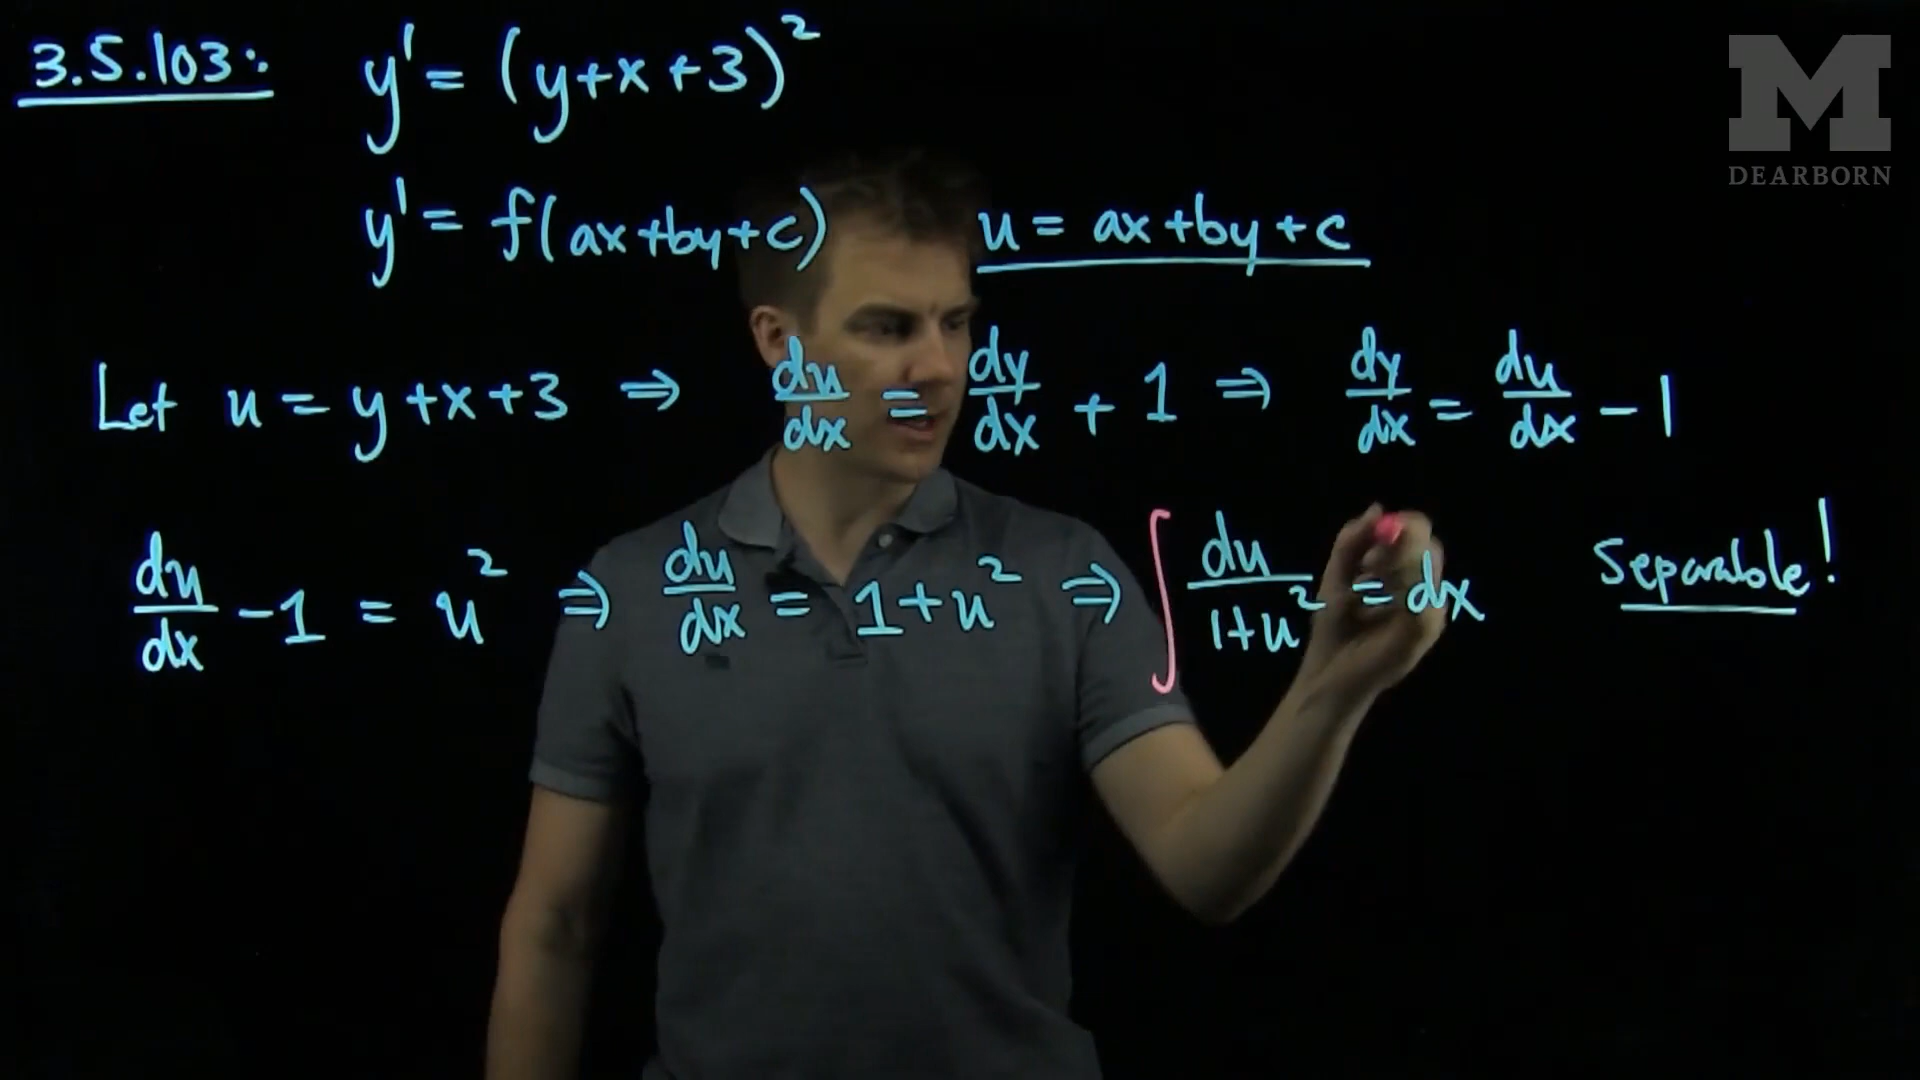 3.5.103: y' = (y+x+3)²
M
DEARBORN
y' = f(ax+by+c) u = ax+by+c
Let u = y+x+3 ⇒ du/dx = dy/dx + 1 ⇒ dy/dx = du/dx - 1
du/dx - 1 = u² ⇒ du/dx = 1+u² ⇒ ∫ du/1+u² = dx Separable!